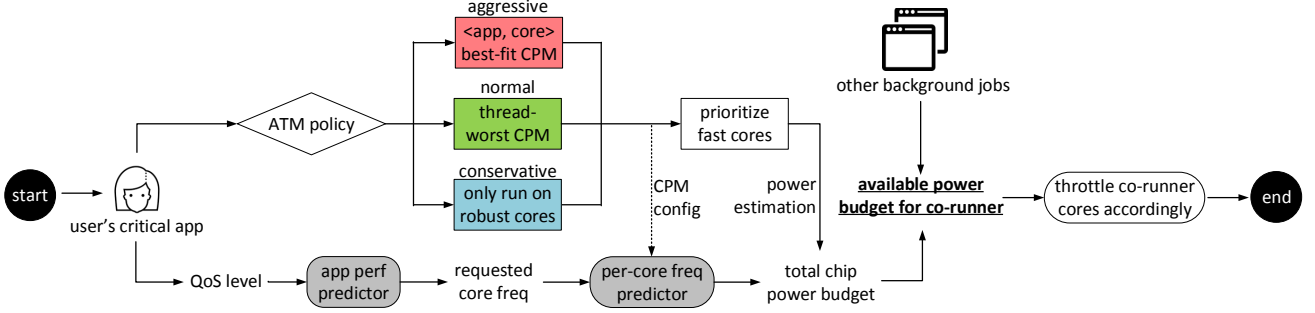 start
user's critical app
ATM policy
aggressive
<app, core>
best-fit CPM
normal
thread-
worst CPM
conservative
only run on
robust cores
prioritize
fast cores
CPM
config
power
estimation
QoS level
app perf
predictor
requested
core freq
per-core freq
predictor
total chip
power budget
other background jobs
available power
budget for co-runner
throttle co-runner
cores accordingly
end